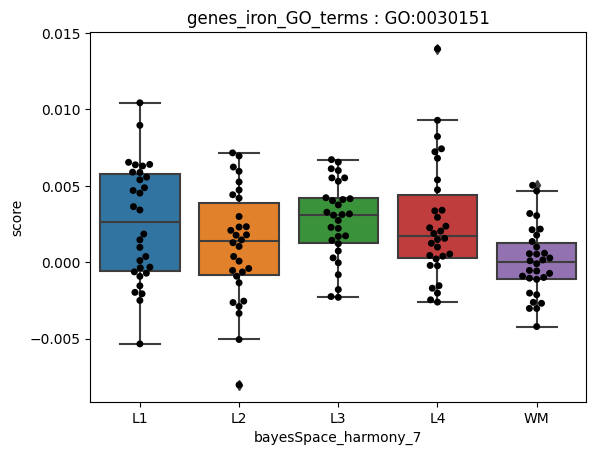 genes_iron_GO_terms : GO:0030151
0.015
0.010
0.005
0.000
−0.005
score
L1 L2 L3 L4 WM
bayesSpace_harmony_7